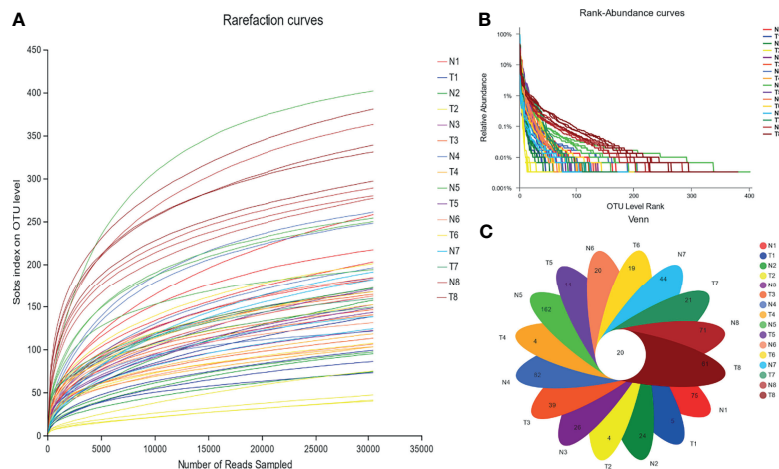 A
Rarefaction curves
Sobs index on OTU level
450
400
350
300
250
200
150
100
50
0
0
5000
10000
15000
20000
25000
30000
35000
Number of Reads Sampled
N1
T1
N2
T2
N3
T3
N4
T4
N5
T5
N6
T6
N7
T7
N8
T8
B
Rank-Abundance curves
Relative Abundance
100%
10%
1%
0.1%
0.01%
0.001%
0
100
200
300
400
OTU Level Rank
Venn
C
N6
T6
N7
T5
T7
N5
N8
T4
T8
N4
N1
T3
T1
N3
T2
N2
20
19
44
11
21
162
71
4
20
39
4
24
75
N1
T1
N2
T2
N3
T3
N4
T4
N5
T5
N6
T6
N7
T7
N8
T8